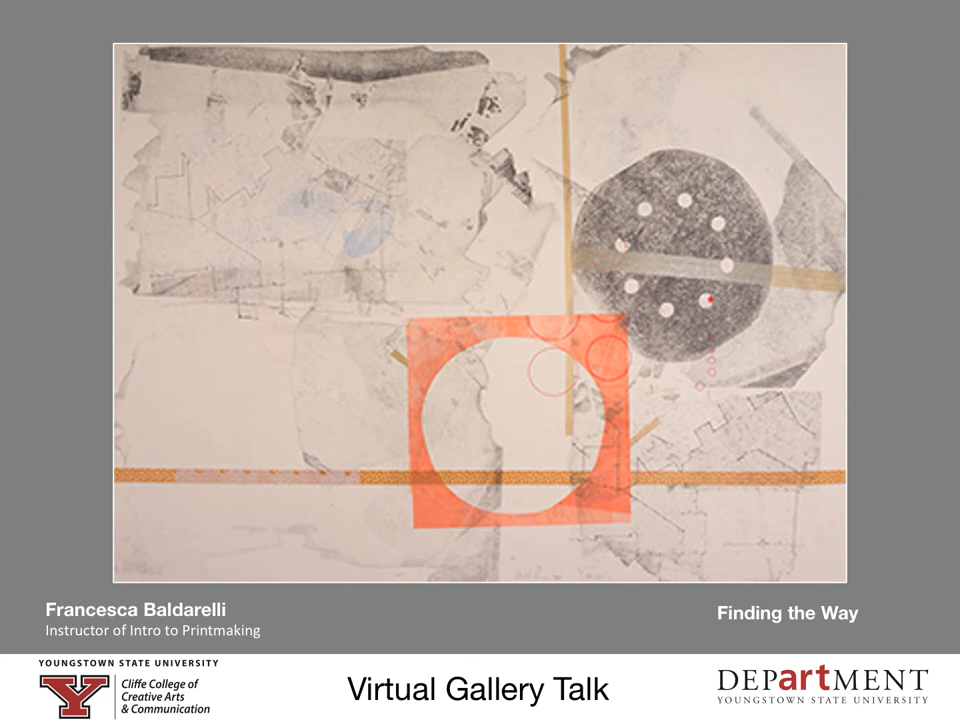 Francesca Baldarelli
Instructor of Intro to Printmaking
Finding the Way
YOUNGSTOWN STATE UNIVERSITY
Y
Cliffe College of
Creative Arts
& Communication
Virtual Gallery Talk
DEPartMENT
YOUNGSTOWN STATE UNIVERSITY